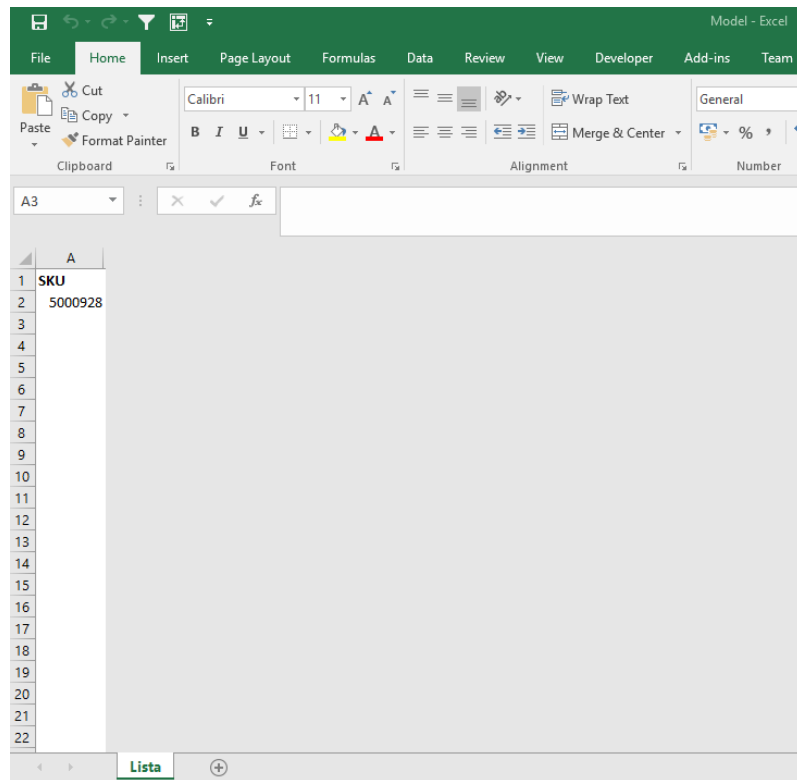 Model - Excel
File Home Insert Page Layout Formulas Data Review View Developer Add-ins Team
Cut
Calibri 11 A A Wrap Text General
Copy
Paste
Format Painter B I U A Merge & Center % ,
Clipboard Font Alignment Number
A3 fx
A
1 SKU
2 5000928
3
4
5
6
7
8
9
10
11
12
13
14
15
16
17
18
19
20
21
22
Lista